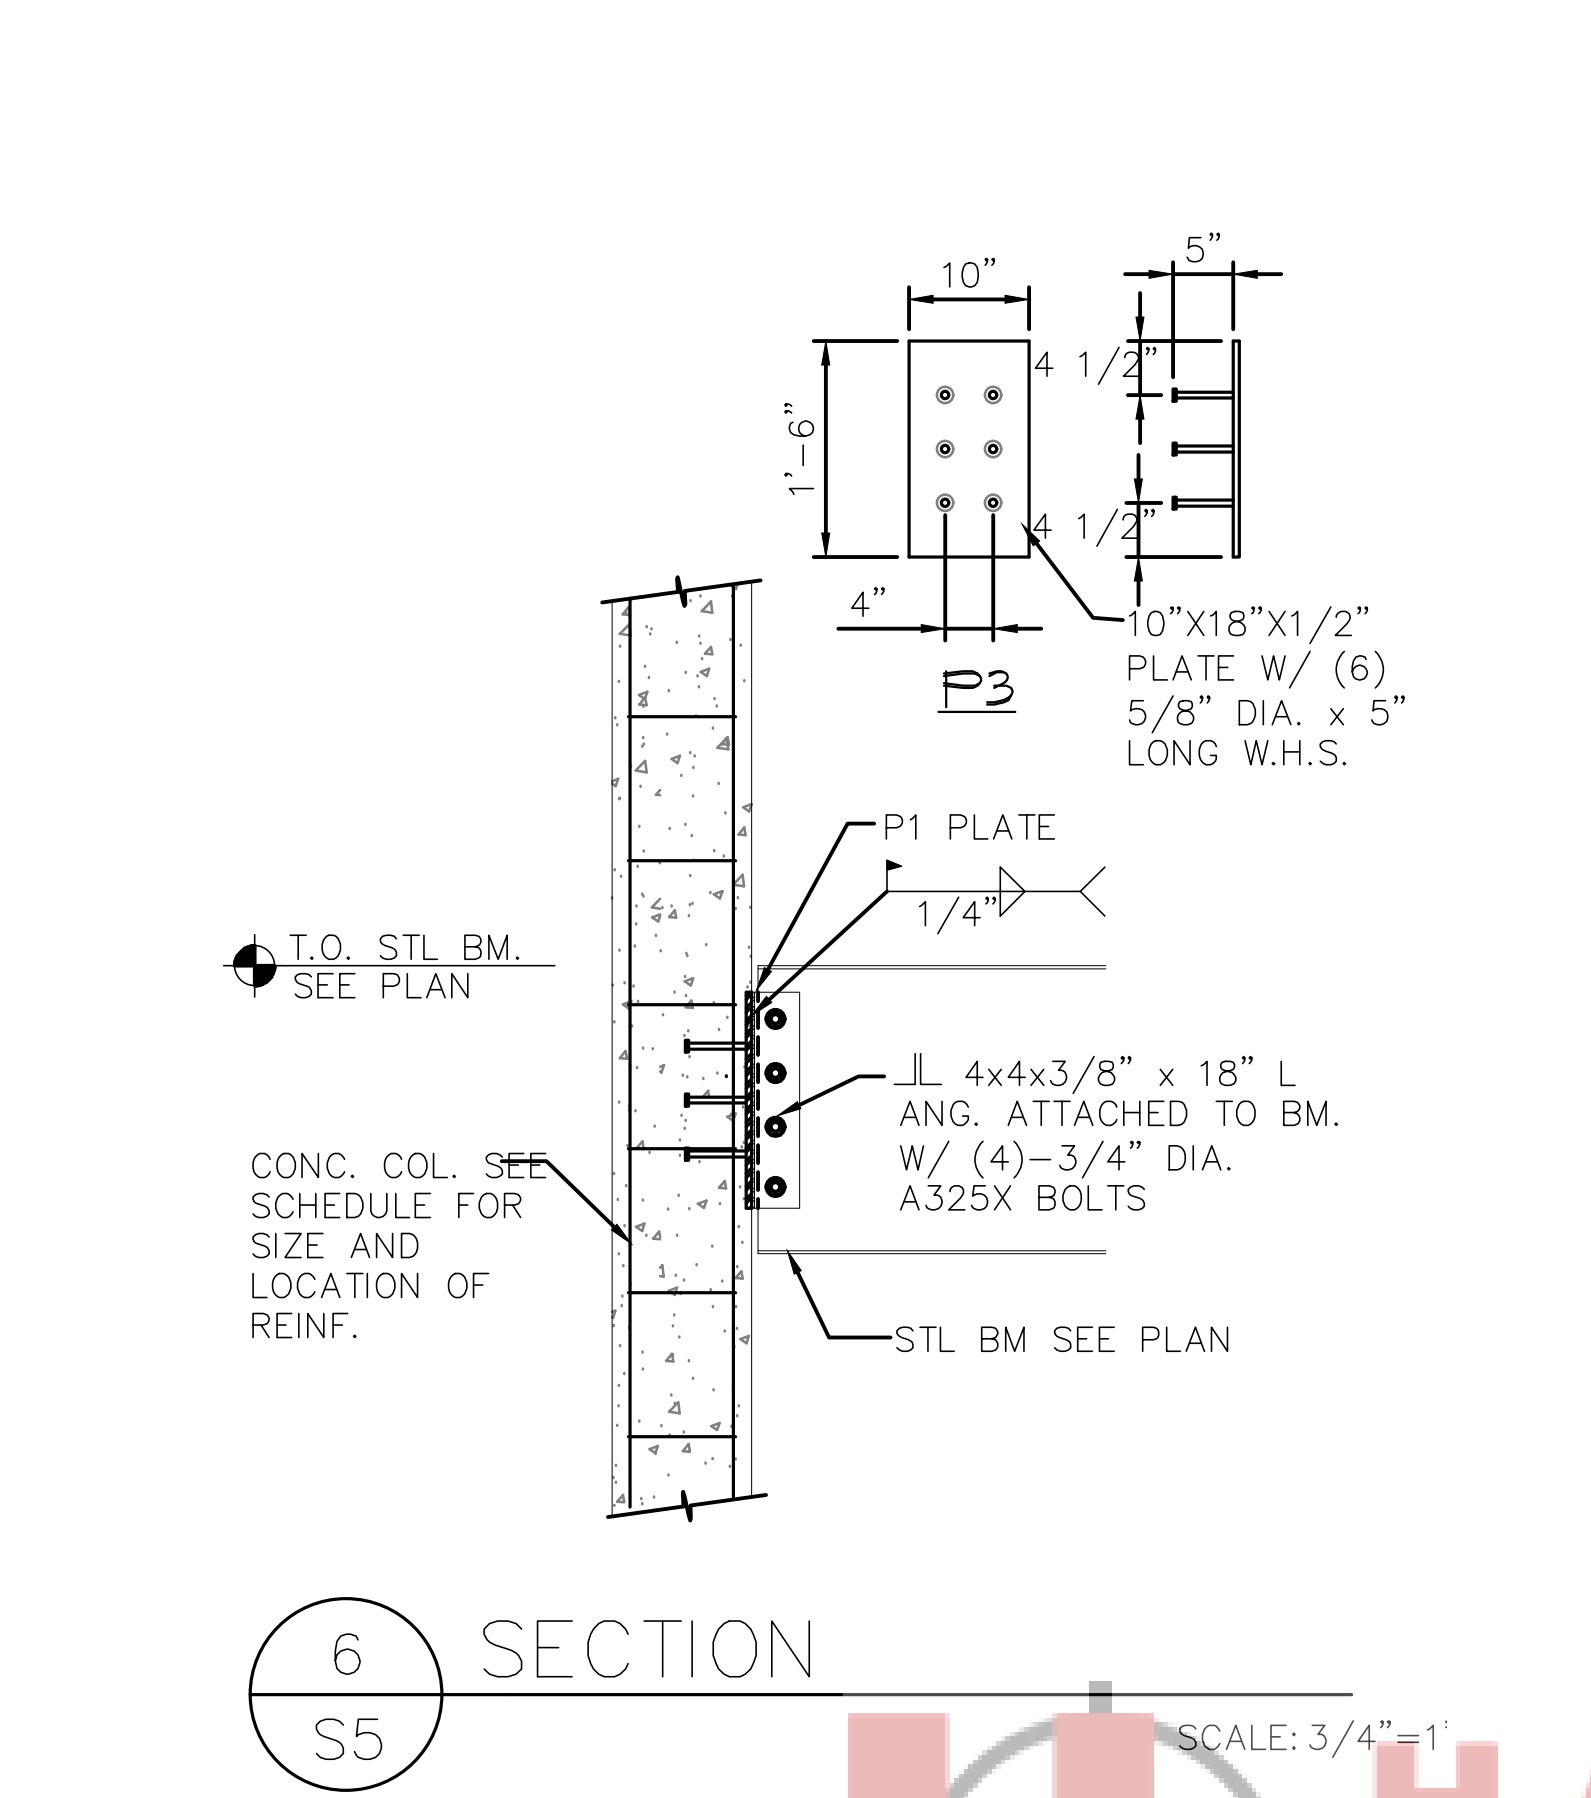 10"
5"
4 1/2"
1'-6"
4 1/2"
4"
10"X18"X1/2"
PLATE W/ (6)
5/8" DIA. x 5"
LONG W.H.S.
P3
P1 PLATE
1/4"
T.O. STL BM.
SEE PLAN
4x4x3/8" x 18" L
ANG. ATTACHED TO BM.
W/ (4)-3/4" DIA.
A325X BOLTS
CONC. COL. SEE
SCHEDULE FOR
SIZE AND
LOCATION OF
REINF.
STL BM SEE PLAN
6
SECTION
S5
SCALE: 3/4"=1'